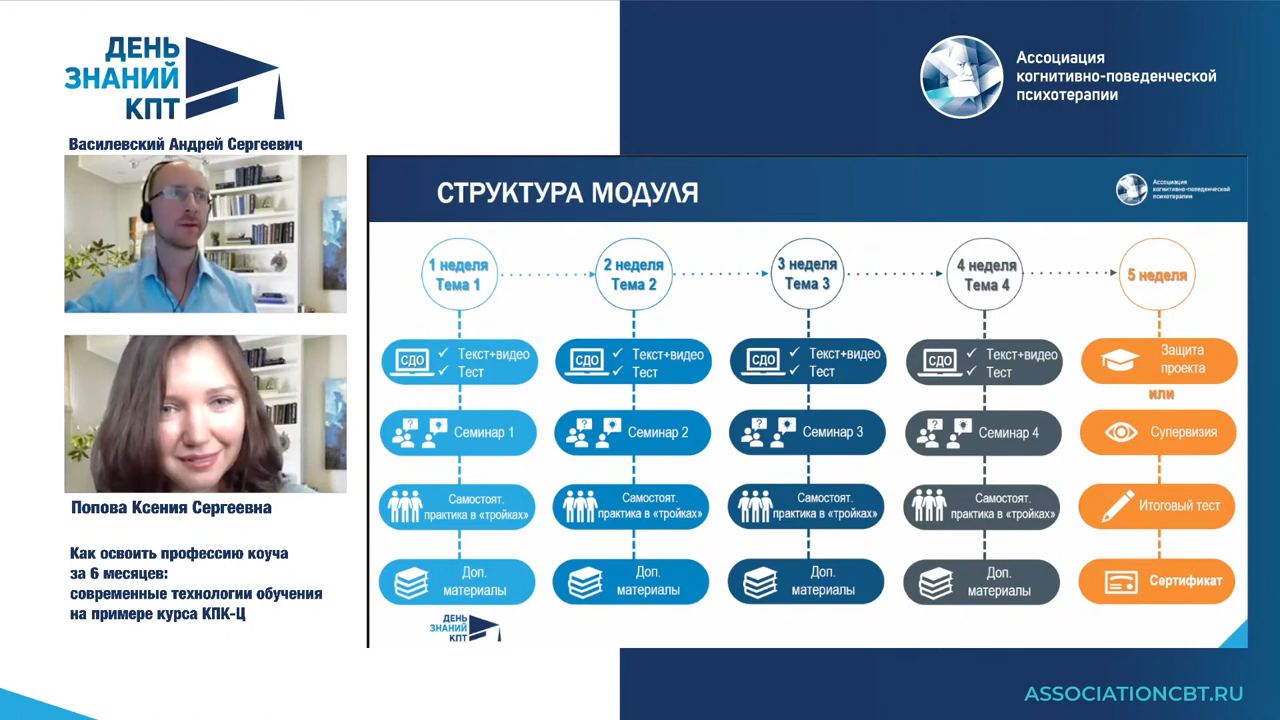 ДЕНЬ
ЗНАНИЙ
КПТ
Ассоциация
когнитивно-поведенческой
психотерапии
Василевский Андрей Сергеевич
Попова Ксения Сергеевна
Как освоить профессию коуча
за 6 месяцев:
современные технологии обучения
на примере курса КПК-Ц
СТРУКТУРА МОДУЛЯ
Ассоциация
когнитивно-поведенческой
психотерапии
1 неделя
Тема 1
СДО
✓ Текст+видео
✓ Тест
Семинар 1
Самостоят.
практика в «тройках»
Доп.
материалы
2 неделя
Тема 2
СДО
✓ Текст+видео
✓ Тест
Семинар 2
Самостоят.
практика в «тройках»
Доп.
материалы
3 неделя
Тема 3
СДО
✓ Текст+видео
✓ Тест
Семинар 3
Самостоят.
практика в «тройках»
Доп.
материалы
4 неделя
Тема 4
СДО
✓ Текст+видео
✓ Тест
Семинар 4
Самостоят.
практика в «тройках»
Доп.
материалы
5 неделя
Защита
проекта
или
Супервизия
Итоговый тест
Сертификат
ДЕНЬ
ЗНАНИЙ
КПТ
ASSOCIATIONCBT.RU